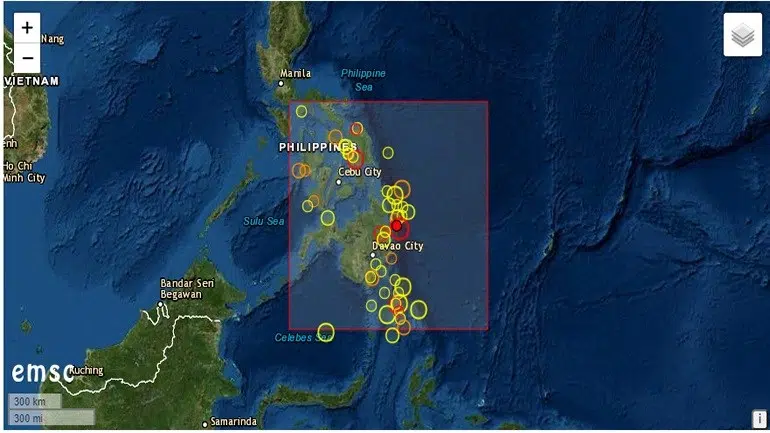 +
−
Nang
VIETNAM
Manila
Philippine
Sea
PHILIPPINES
Cebu City
Ho Chi
Minh City
Sulu Sea
Davao City
Bandar Seri
Begawan
Celebes Sea
emsc
Kuching
300 km
300 mi
Samarinda
i